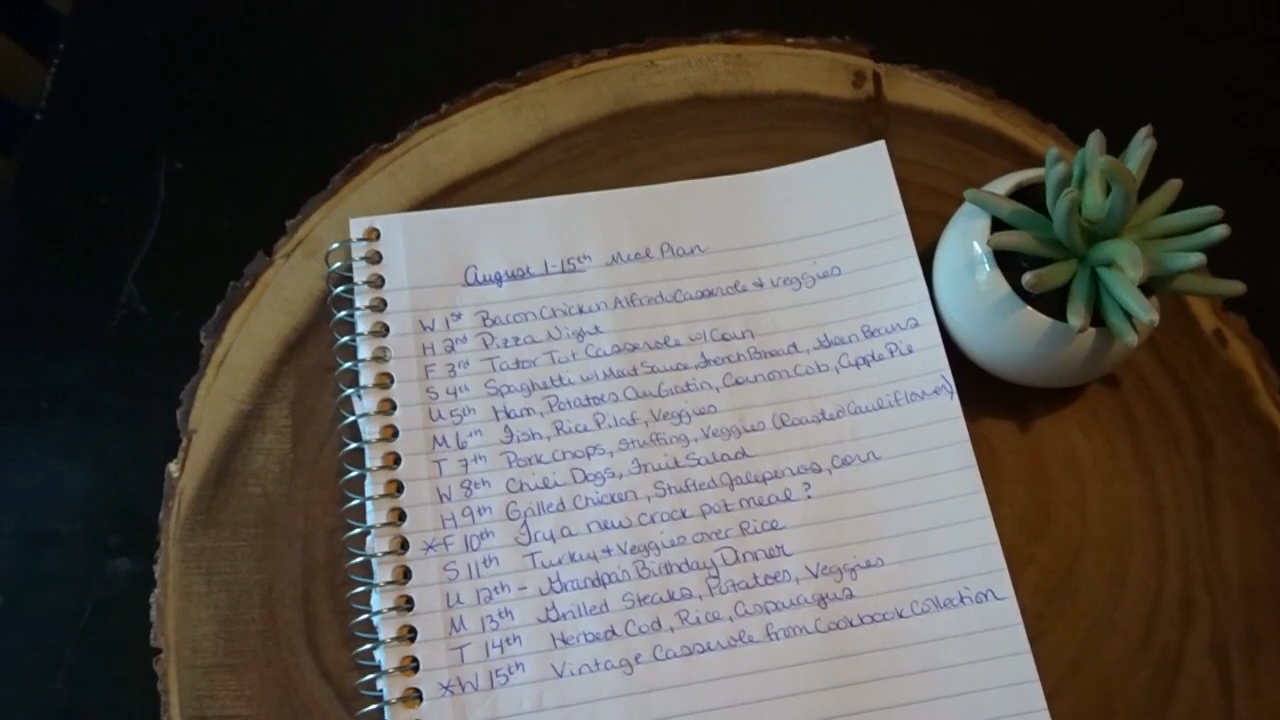 August 1-15th Meal Plan
W 1st Bacon Chicken Alfredo Casserole & veggies
H 2nd Pizza Night
F 3rd Tator Tot Casserole w/ Corn
S 4th Spaghetti w/ Meat Sauce, French Bread, Green Beans
U 5th Ham, Potatoes Au Gratin, Corn on Cob, Apple Pie
M 6th Fish, Rice Pilaf, Veggies
T 7th Pork Chops, Stuffing, Veggies (Roasted Cauliflower)
W 8th Chili Dogs, Fruit Salad
H 9th Grilled Chicken, Stuffed Jalepenos, corn
*F 10th Try a new crock pot meal?
S 11th Turkey & Veggies over Rice
U 12th - Grandpa's Birthday Dinner
M 13th Grilled Steaks, Potatoes, Veggies
T 14th Herbed Cod, Rice, Asparagus
*W 15th Vintage Casserole from Cookbook Collection